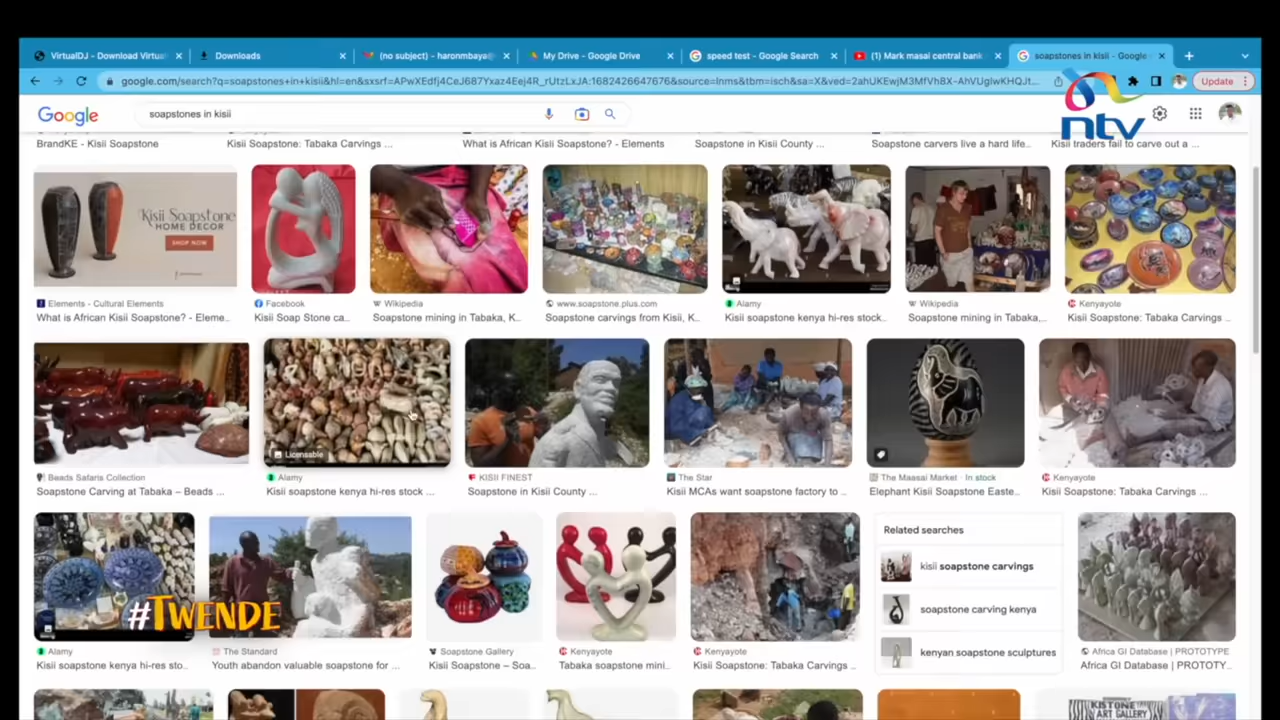 VirtualDJ - Download Virtua
Downloads
(no subject) - haronmbaya@
My Drive - Google Drive
speed test - Google Search
(1) Mark masai central bank
soapstones in kisii - Google
Update
Google
soapstones in kisii
ntv
BrandKE - Kisii Soapstone
Kisii Soapstone: Tabaka Carvings ...
What is African Kisii Soapstone? - Elements
Soapstone in Kisii County ...
Soapstone carvers live a hard life..
Kisii traders fail to carve out a ...
Kisii Soapstone
HOME DECOR
SHOP NOW
Elements - Cultural Elements
What is African Kisii Soapstone? - Eleme..
Facebook
Kisii Soap Stone ca...
Wikipedia
Soapstone mining in Tabaka, K...
www.soapstone.plus.com
Soapstone carvings from Kisii, K...
Alamy
Kisii soapstone kenya hi-res stock...
Wikipedia
Soapstone mining in Tabaka,...
Kenyayote
Kisii Soapstone: Tabaka Carvings ..
Licensable
Beads Safaris Collection
Soapstone Carving at Tabaka – Beads ...
Alamy
Kisii soapstone kenya hi-res stock ...
KISII FINEST
Soapstone in Kisii County ...
The Star
Kisii MCAs want soapstone factory to ..
The Maasai Market · In stock
Elephant Kisii Soapstone Easte..
Kenyayote
Kisii Soapstone: Tabaka Carvings ...
#TWENDE
Alamy
Kisii soapstone kenya hi-res sto..
The Standard
Youth abandon valuable soapstone for ...
Soapstone Gallery
Kisii Soapstone – Soa..
Kenyayote
Tabaka soapstone mini..
Kenyayote
Kisii Soapstone: Tabaka Carvings ..
Related searches
kisii soapstone carvings
soapstone carving kenya
kenyan soapstone sculptures
Africa GI Database | PROTOTYPE
Africa GI Database | PROTOTY..
KISTONE
ART GALLERY